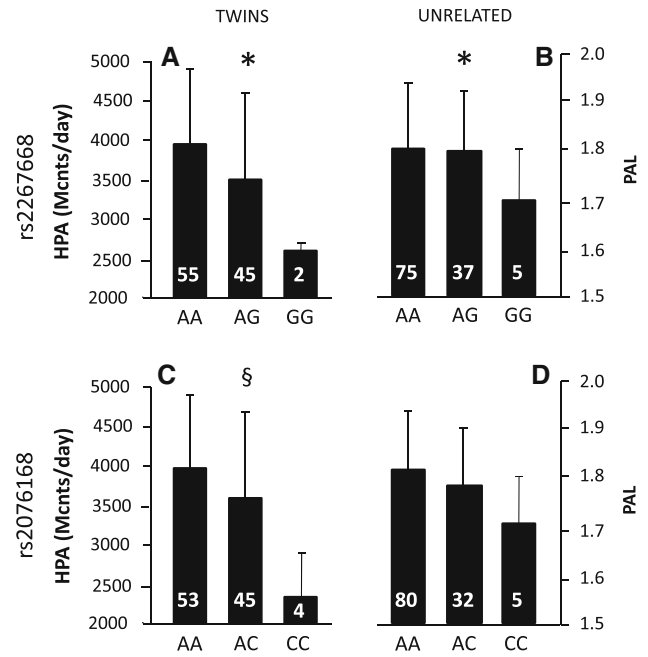 TWINS UNRELATED
A * * B
5000 2.0
4500 1.9
4000 1.8
3500 1.7
3000 1.6
2500 1.5
2000
rs2267668
HPA (Mcnts/day)
PAL
55 45 2 75 37 5
AA AG GG AA AG GG
C § D
5000 2.0
4500 1.9
4000 1.8
3500 1.7
3000 1.6
2500 1.5
2000
rs2076168
HPA (Mcnts/day)
PAL
53 45 4 80 32 5
AA AC CC AA AC CC